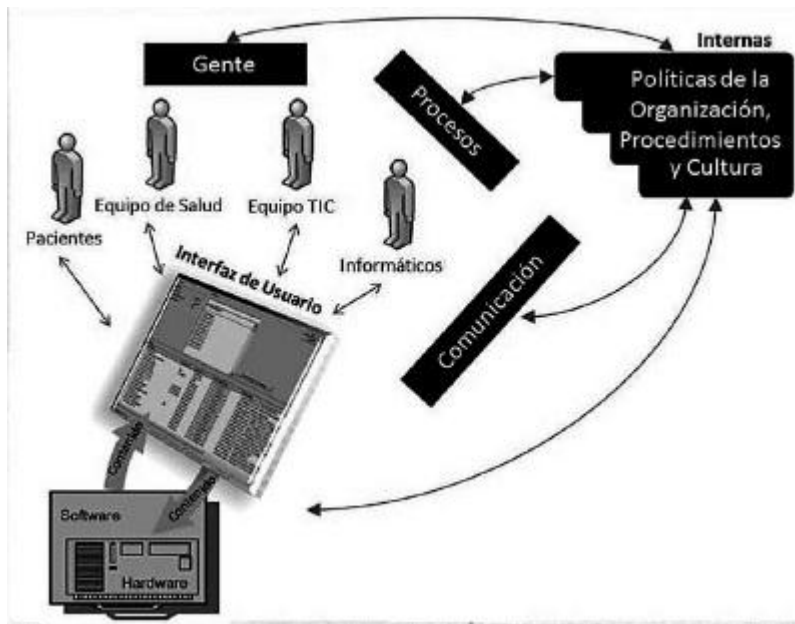 Internas
Gente
Políticas de la
Organización,
Procedimientos
y Cultura
Procesos
Equipo de Salud
Equipo TIC
Pacientes
Informáticos
Interfaz de Usuario
Comunicación
Contenido
Contenido
Software
Hardware